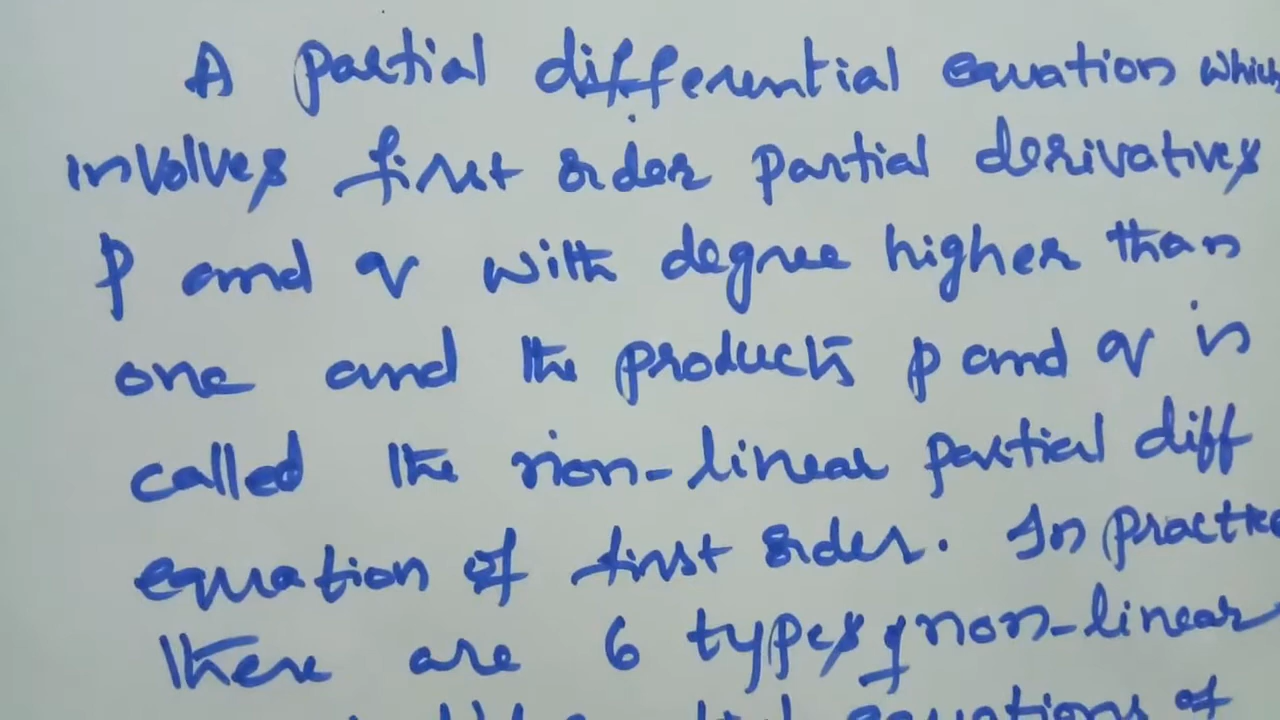 A partial differential equation which
involves first order partial derivatives
p and q with degree higher than
one and the products p and q is
called the non-linear partial diff
equation of first order. In practice
there are 6 types of non-linear
equations of